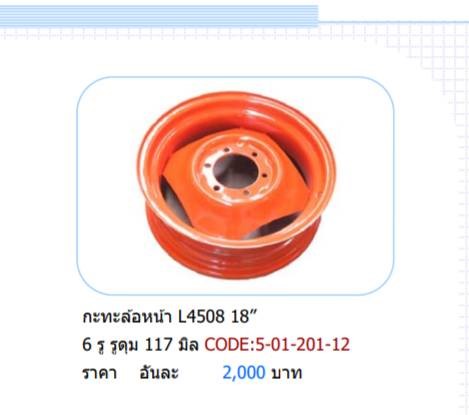 กะทะล้อหน้า L4508 18”
6 รู รูดุม 117 มิล CODE:5-01-201-12
ราคา อันละ 2,000 บาท